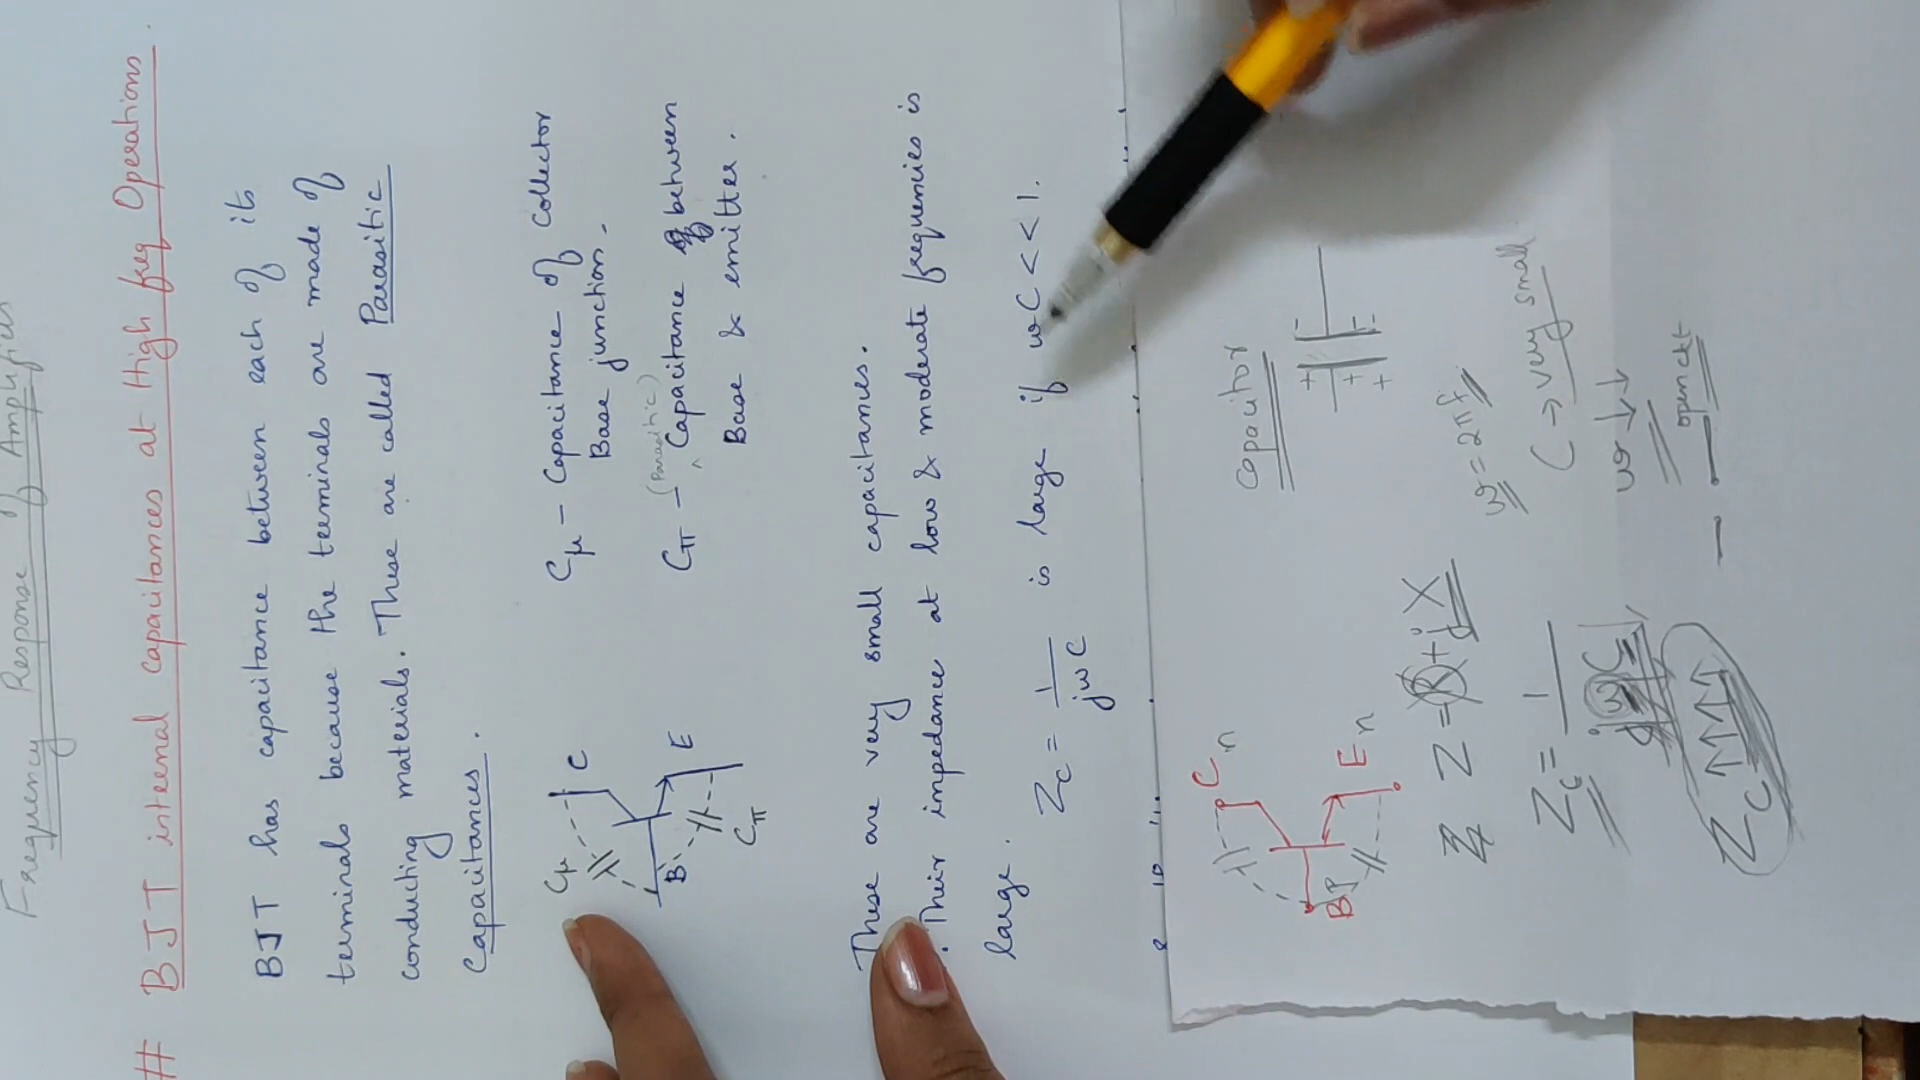 Frequency Response of Amplifiers
# BJT internal capacitances at High freq Operations.
BJT has capacitance between each of its
terminals because the terminals are made of
conducting materials. These are called Parasitic
Capacitances.
Cμ
C
B
E
Cπ
Cμ - Capacitance of collector
Base junction.
(Parasitic)
Cπ - ^ Capacitance between
Base & emitter.
These are very small capacitances.
. Their impedance at low & moderate frequencies is
large.
Zc = 1/jωC is large if ωC << 1.
Capacitor
+ -
+
+ -
C n
B P
E n
Z Z = R + jX
ω = 2πf
Zc = 1/jωC
C → very small
ω ↓↓
Zc ↑↑↑↑
open ckt